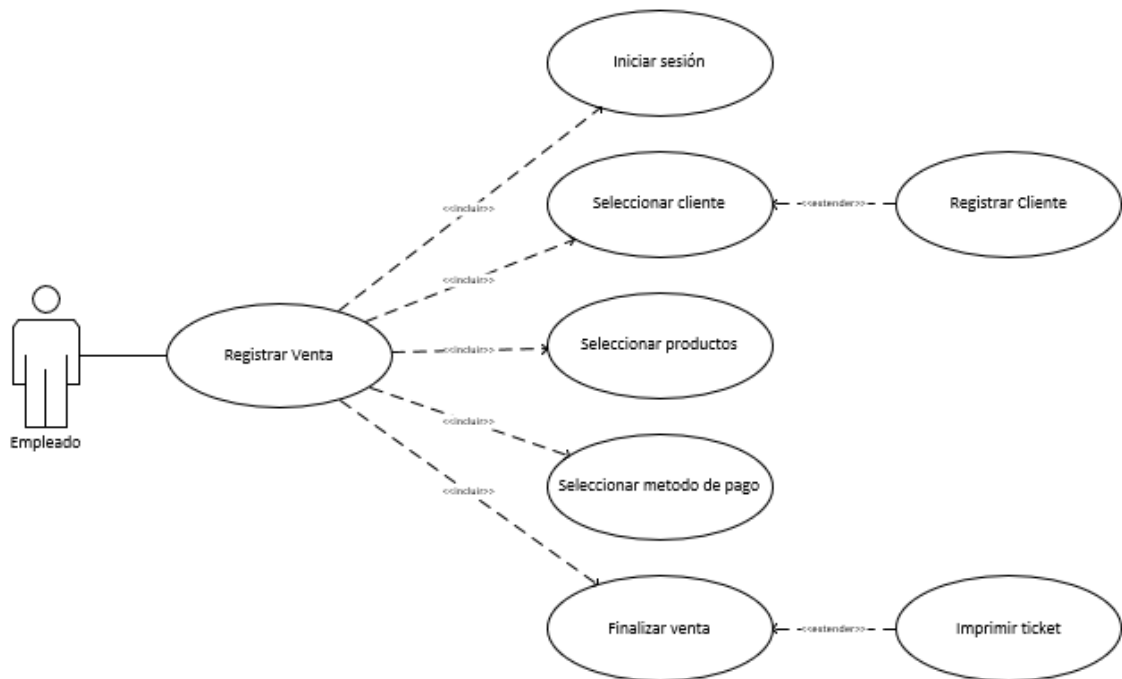 Iniciar sesión
<<incluir>>
Seleccionar cliente
<<extender>>
Registrar Cliente
<<incluir>>
Registrar Venta
<<incluir>>
Seleccionar productos
<<incluir>>
Empleado
Seleccionar metodo de pago
<<incluir>>
Finalizar venta
<<extender>>
Imprimir ticket